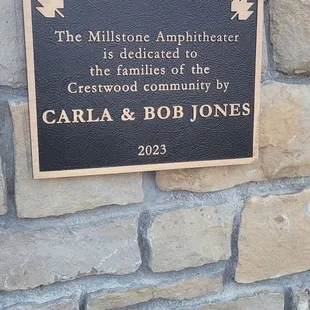 The Millstone Amphitheater
is dedicated to
the families of the
Crestwood community by
CARLA & BOB JONES
2023